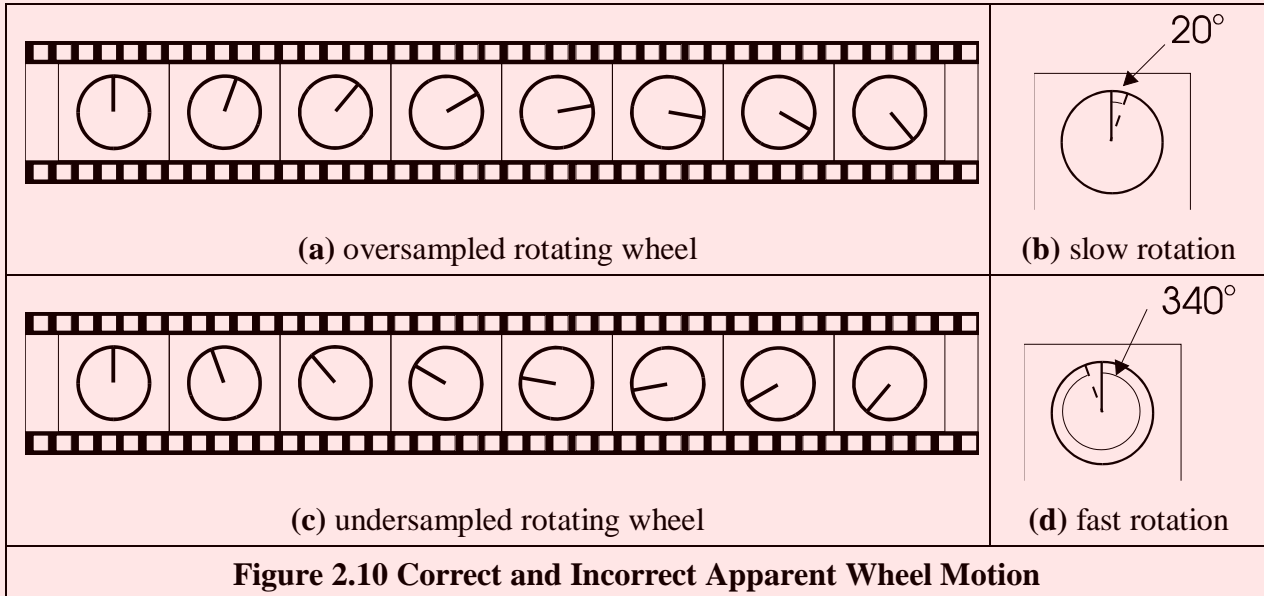 20°
(a) oversampled rotating wheel
(b) slow rotation
340°
(c) undersampled rotating wheel
(d) fast rotation
Figure 2.10 Correct and Incorrect Apparent Wheel Motion